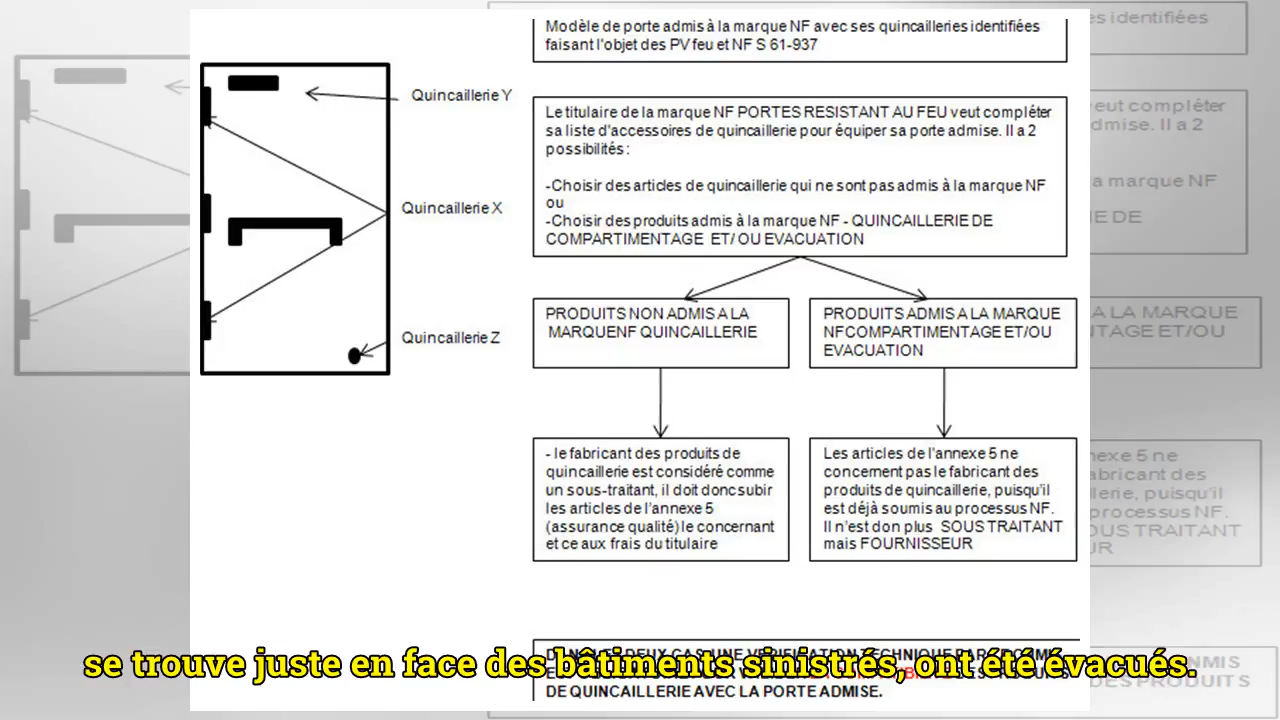 Modèle de porte admis à la marque NF avec ses quincailleries identifiées
faisant l'objet des PV feu et NF S 61-937
Quincaillerie Y
Quincaillerie X
Quincaillerie Z
Le titulaire de la marque NF PORTES RESISTANT AU FEU veut compléter
sa liste d'accessoires de quincaillerie pour équiper sa porte admise. Il a 2
possibilités :
-Choisir des articles de quincaillerie qui ne sont pas admis à la marque NF
ou
-Choisir des produits admis à la marque NF - QUINCAILLERIE DE
COMPARTIMENTAGE ET/ OU EVACUATION
PRODUITS NON ADMIS A LA
MARQUENF QUINCAILLERIE
PRODUITS ADMIS A LA MARQUE
NFCOMPARTIMENTAGE ET/OU
EVACUATION
- le fabricant des produits de
quincaillerie est considéré comme
un sous-traitant, il doit donc subir
les articles de l'annexe 5
(assurance qualité) le concernant
et ce aux frais du titulaire
Les articles de l'annexe 5 ne
concernent pas le fabricant des
produits de quincaillerie, puisqu'il
est déjà soumis au processus NF.
Il n'est don plus SOUS TRAITANT
mais FOURNISSEUR
DE QUINCAILLERIE AVEC LA PORTE ADMISE.
se trouve juste en face des bâtiments sinistrés, ont été évacués.